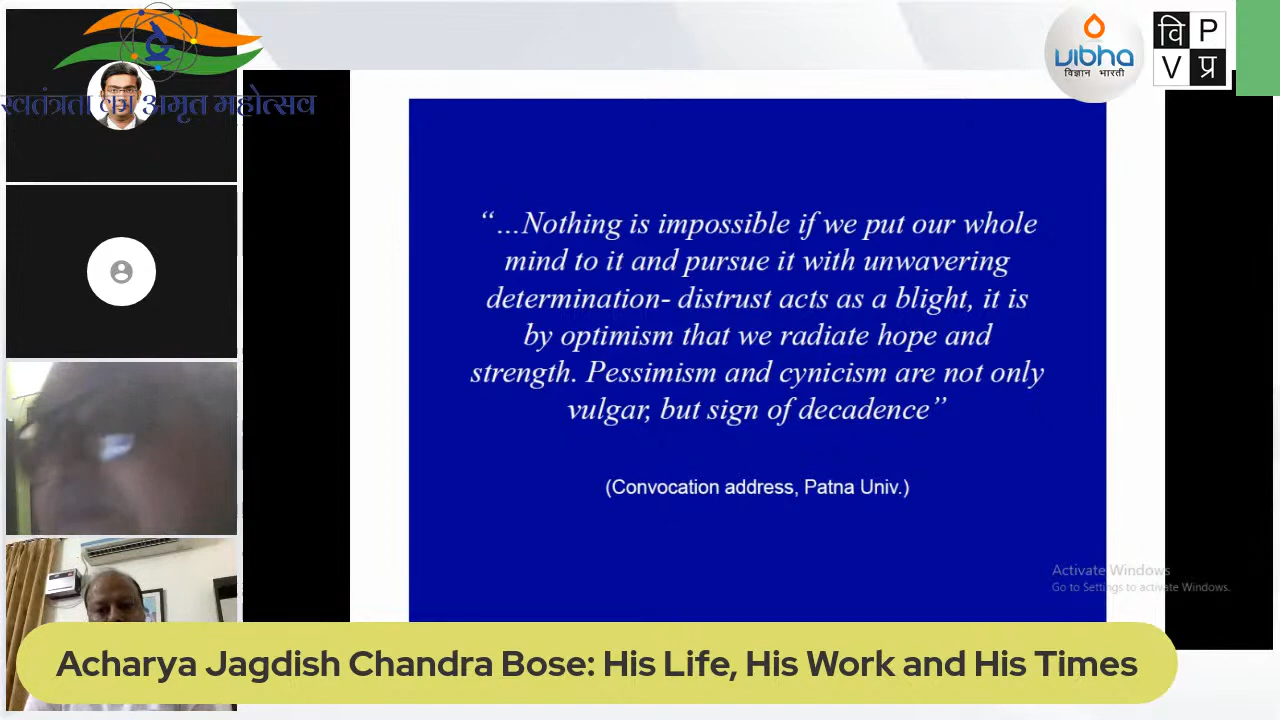 स्वतंत्रता का अमृत महोत्सव
VIBHA
विज्ञान भारती
वि P
V प्र
“…Nothing is impossible if we put our whole
mind to it and pursue it with unwavering
determination- distrust acts as a blight, it is
by optimism that we radiate hope and
strength. Pessimism and cynicism are not only
vulgar, but sign of decadence”
(Convocation address, Patna Univ.)
Activate Windows
Go to Settings to activate Windows.
Acharya Jagdish Chandra Bose: His Life, His Work and His Times